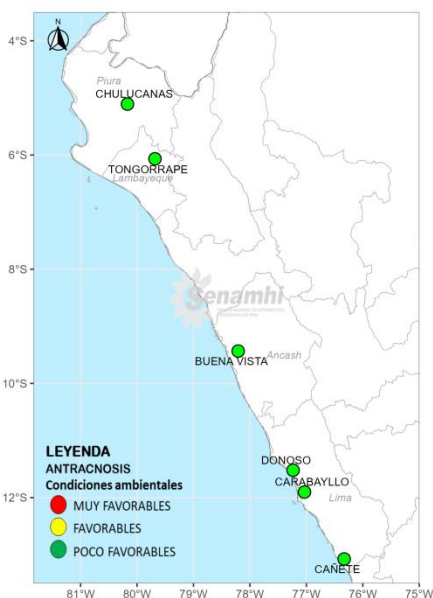 N
4°S
Piura
CHULUCANAS
6°S
TONGORRAPE
Lambayeque
8°S
Senamhi
BUENA VISTA
Ancash
10°S
DONOSO
CARABAYLLO
Lima
12°S
CAÑETE
LEYENDA
ANTRACNOSIS
Condiciones ambientales
MUY FAVORABLES
FAVORABLES
POCO FAVORABLES
81°W 80°W 79°W 78°W 77°W 76°W 75°W